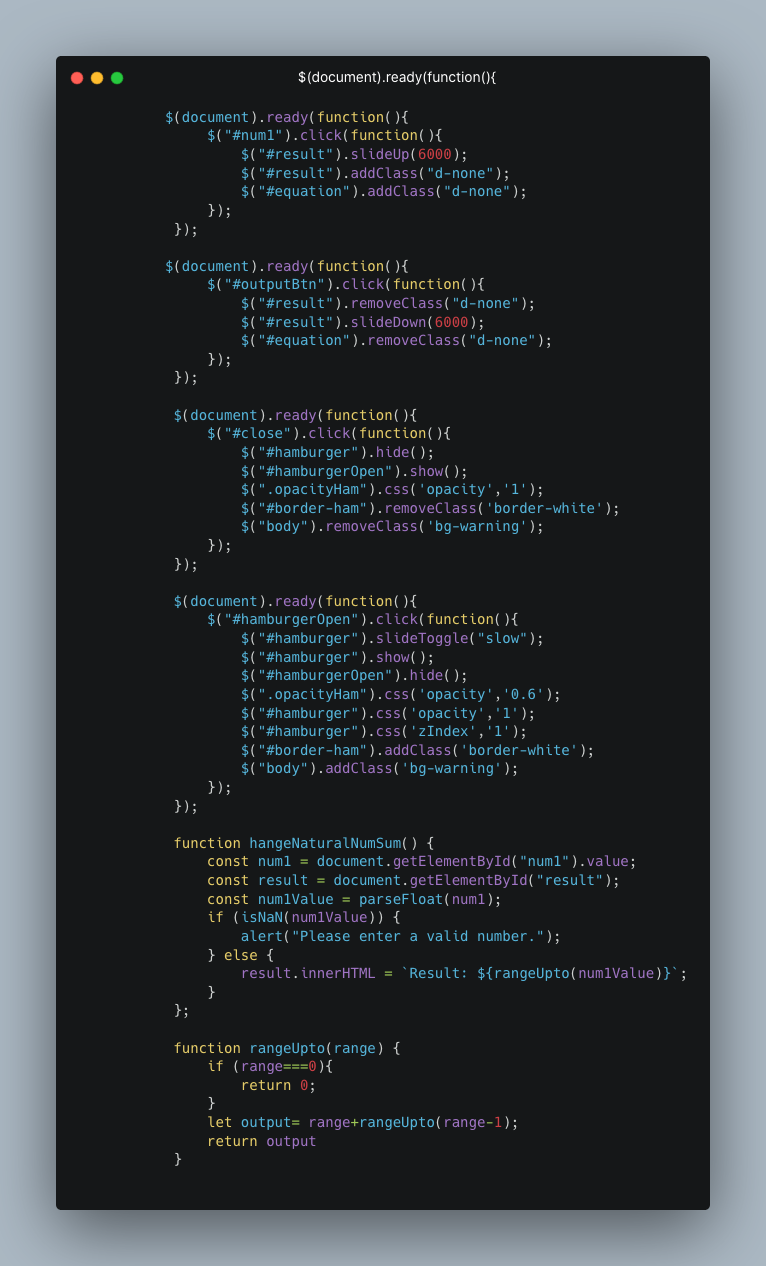 $(document).ready(function(){
$(document).ready(function(){
$("#num1").click(function(){
$("#result").slideUp(6000);
$("#result").addClass("d-none");
$("#equation").addClass("d-none");
});
});
$(document).ready(function(){
$("#outputBtn").click(function(){
$("#result").removeClass("d-none");
$("#result").slideDown(6000);
$("#equation").removeClass("d-none");
});
});
$(document).ready(function(){
$("#close").click(function(){
$("#hamburger").hide();
$("#hamburgerOpen").show();
$(".opacityHam").css('opacity','1');
$("#border-ham").removeClass('border-white');
$("body").removeClass('bg-warning');
});
});
$(document).ready(function(){
$("#hamburgerOpen").click(function(){
$("#hamburger").slideToggle("slow");
$("#hamburger").show();
$("#hamburgerOpen").hide();
$(".opacityHam").css('opacity','0.6');
$("#hamburger").css('opacity','1');
$("#hamburger").css('zIndex','1');
$("#border-ham").addClass('border-white');
$("body").addClass('bg-warning');
});
});
function hangeNaturalNumSum() {
const num1 = document.getElementById("num1").value;
const result = document.getElementById("result");
const num1Value = parseFloat(num1);
if (isNaN(num1Value)) {
alert("Please enter a valid number.");
} else {
result.innerHTML = `Result: ${rangeUpto(num1Value)}`;
}
};
function rangeUpto(range) {
if (range===0){
return 0;
}
let output= range+rangeUpto(range-1);
return output
}